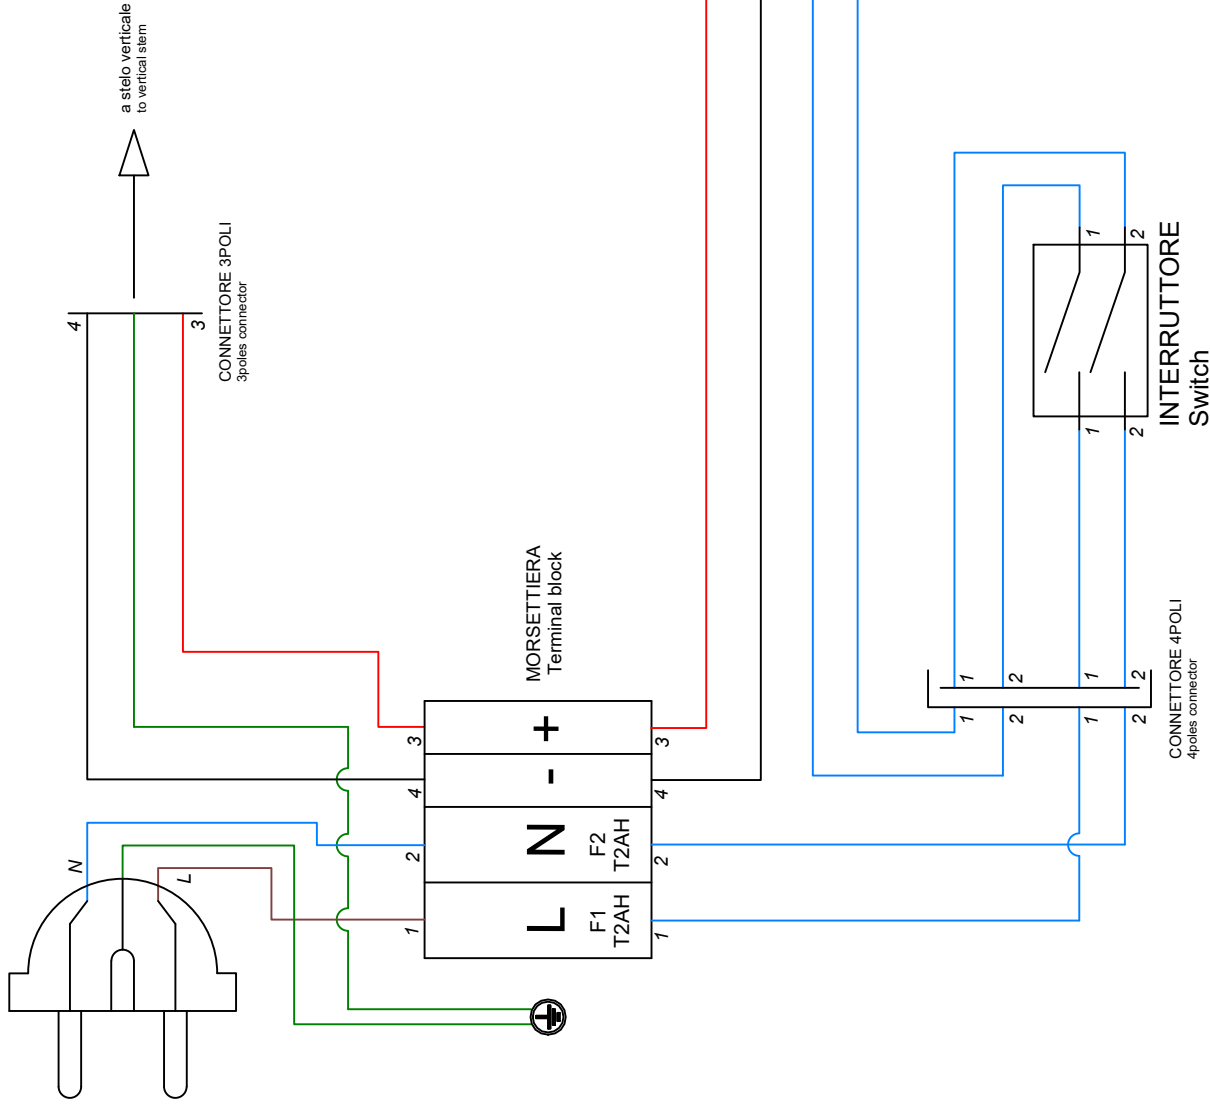 a stelo verticale
to vertical stem
4
3
CONNETTORE 3POLI
3poles connector
1
2
1
2
INTERRUTTORE
Switch
MORSETTIERA
Terminal block
3
+
3
4
-
4
2
N
F2
T2AH
2
1
L
F1
T2AH
1
N
L
1
2
1
2
1
2
1
2
CONNETTORE 4POLI
4poles connector